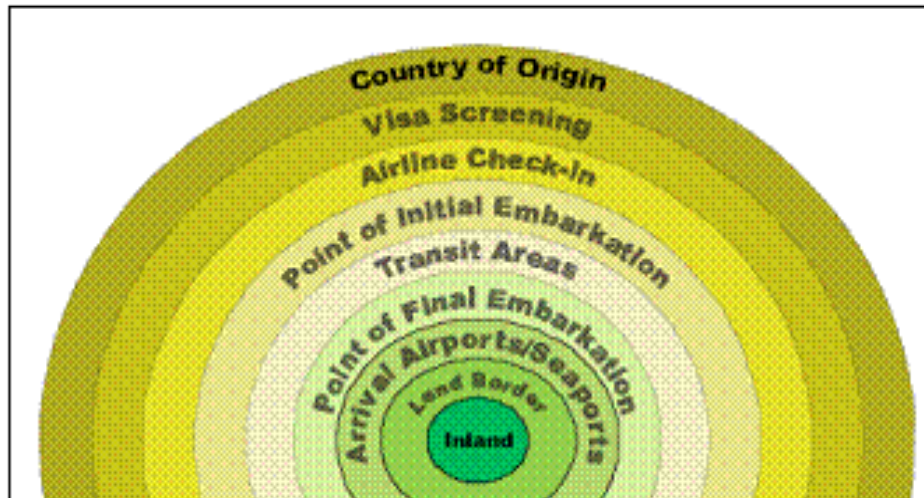 Country of Origin
Visa Screening
Airline Check-in
Point of Initial Embarkation
Transit Areas
Point of Final Embarkation
Arrival Airports/Seaports
Land Border
Inland